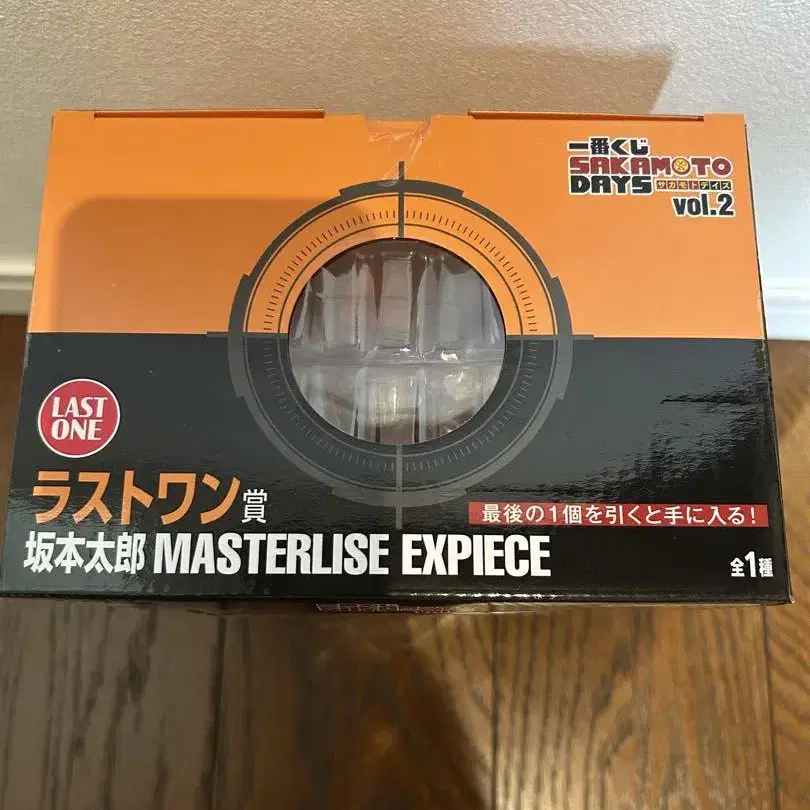 一番くじ
SAKAMOTO
DAYS サカモトデイズ
vol.2
LAST
ONE
ラストワン賞
最後の1個を引くと手に入る!
坂本太郎 MASTERLISE EXPIECE
全1種